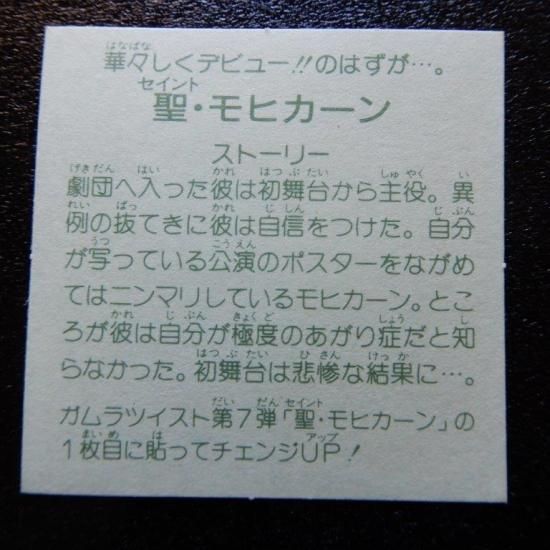 華々しくデビュー!!のはずが…。
聖・モヒカーン
ストーリー
劇団へ入った彼は初舞台から主役。異
例の抜てきに彼は自信をつけた。自分
が写っている公演のポスターをながめ
てはニンマリしているモヒカーン。とこ
ろが彼は自分が極度のあがり症だと知
らなかった。初舞台は悲惨な結果に…。
ガムラツイスト第7弾「聖・モヒカーン」の
1枚目に貼ってチェンジUP!